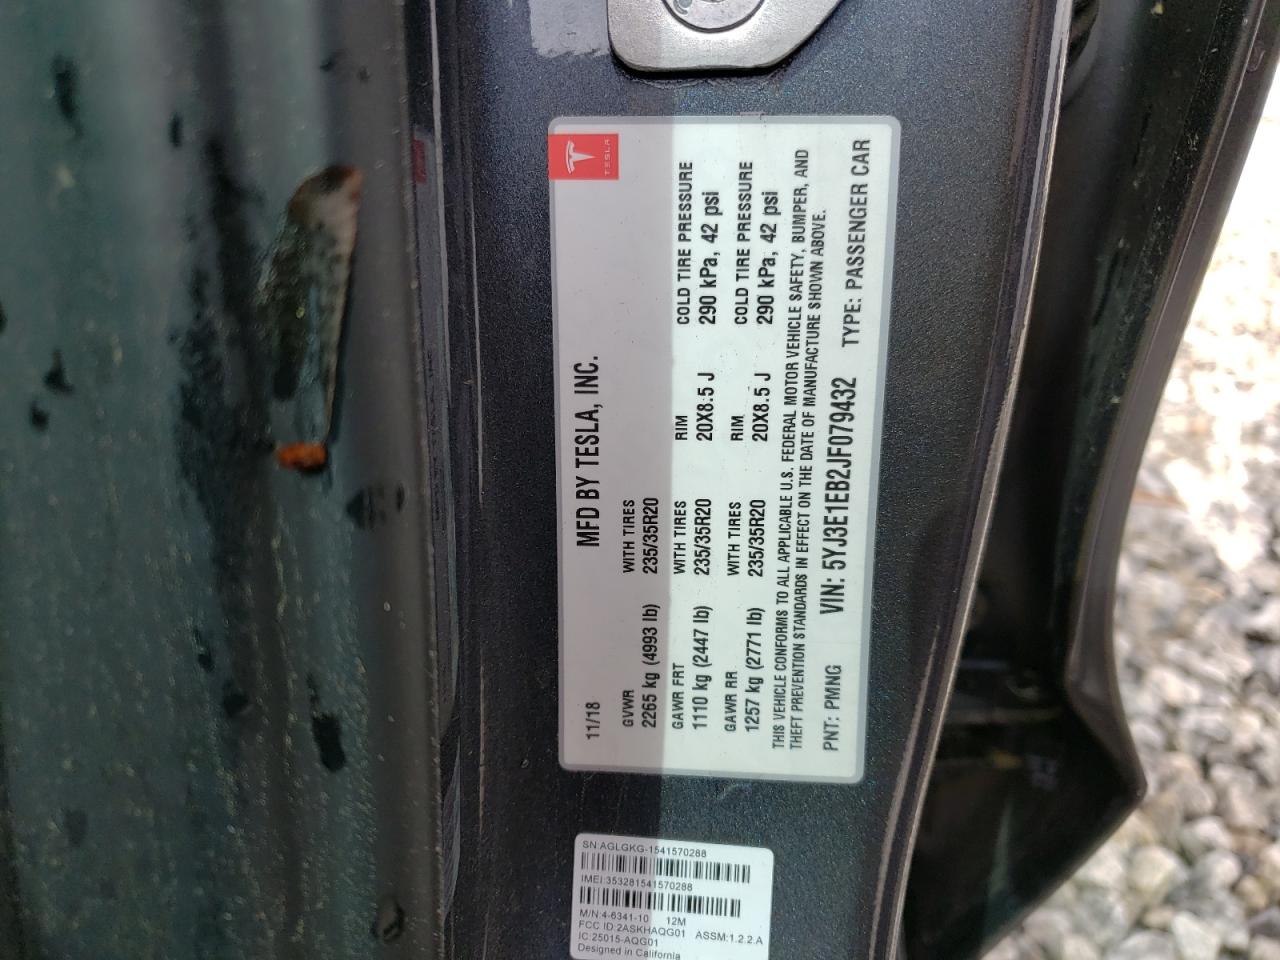 TESLA
MFD BY TESLA, INC.
11/18
GVWR WITH TIRES
2265 kg (4993 lb) 235/35R20
GAWR FRT WITH TIRES RIM COLD TIRE PRESSURE
1110 kg (2447 lb) 235/35R20 20X8.5 J 290 kPa, 42 psi
GAWR RR WITH TIRES RIM COLD TIRE PRESSURE
1257 kg (2771 lb) 235/35R20 20X8.5 J 290 kPa, 42 psi
THIS VEHICLE CONFORMS TO ALL APPLICABLE U.S. FEDERAL MOTOR VEHICLE SAFETY, BUMPER, AND
THEFT PREVENTION STANDARDS IN EFFECT ON THE DATE OF MANUFACTURE SHOWN ABOVE.
PNT: PMNG VIN: 5YJ3E1EB2JF079432 TYPE: PASSENGER CAR
SN:AGLGKG-1541570288
IMEI:353281541570288
M/N:4-6341-10 12M
FCC ID:2ASKHAQG01 ASSM:1.2.2.A
IC:25015-AQG01
Designed in California